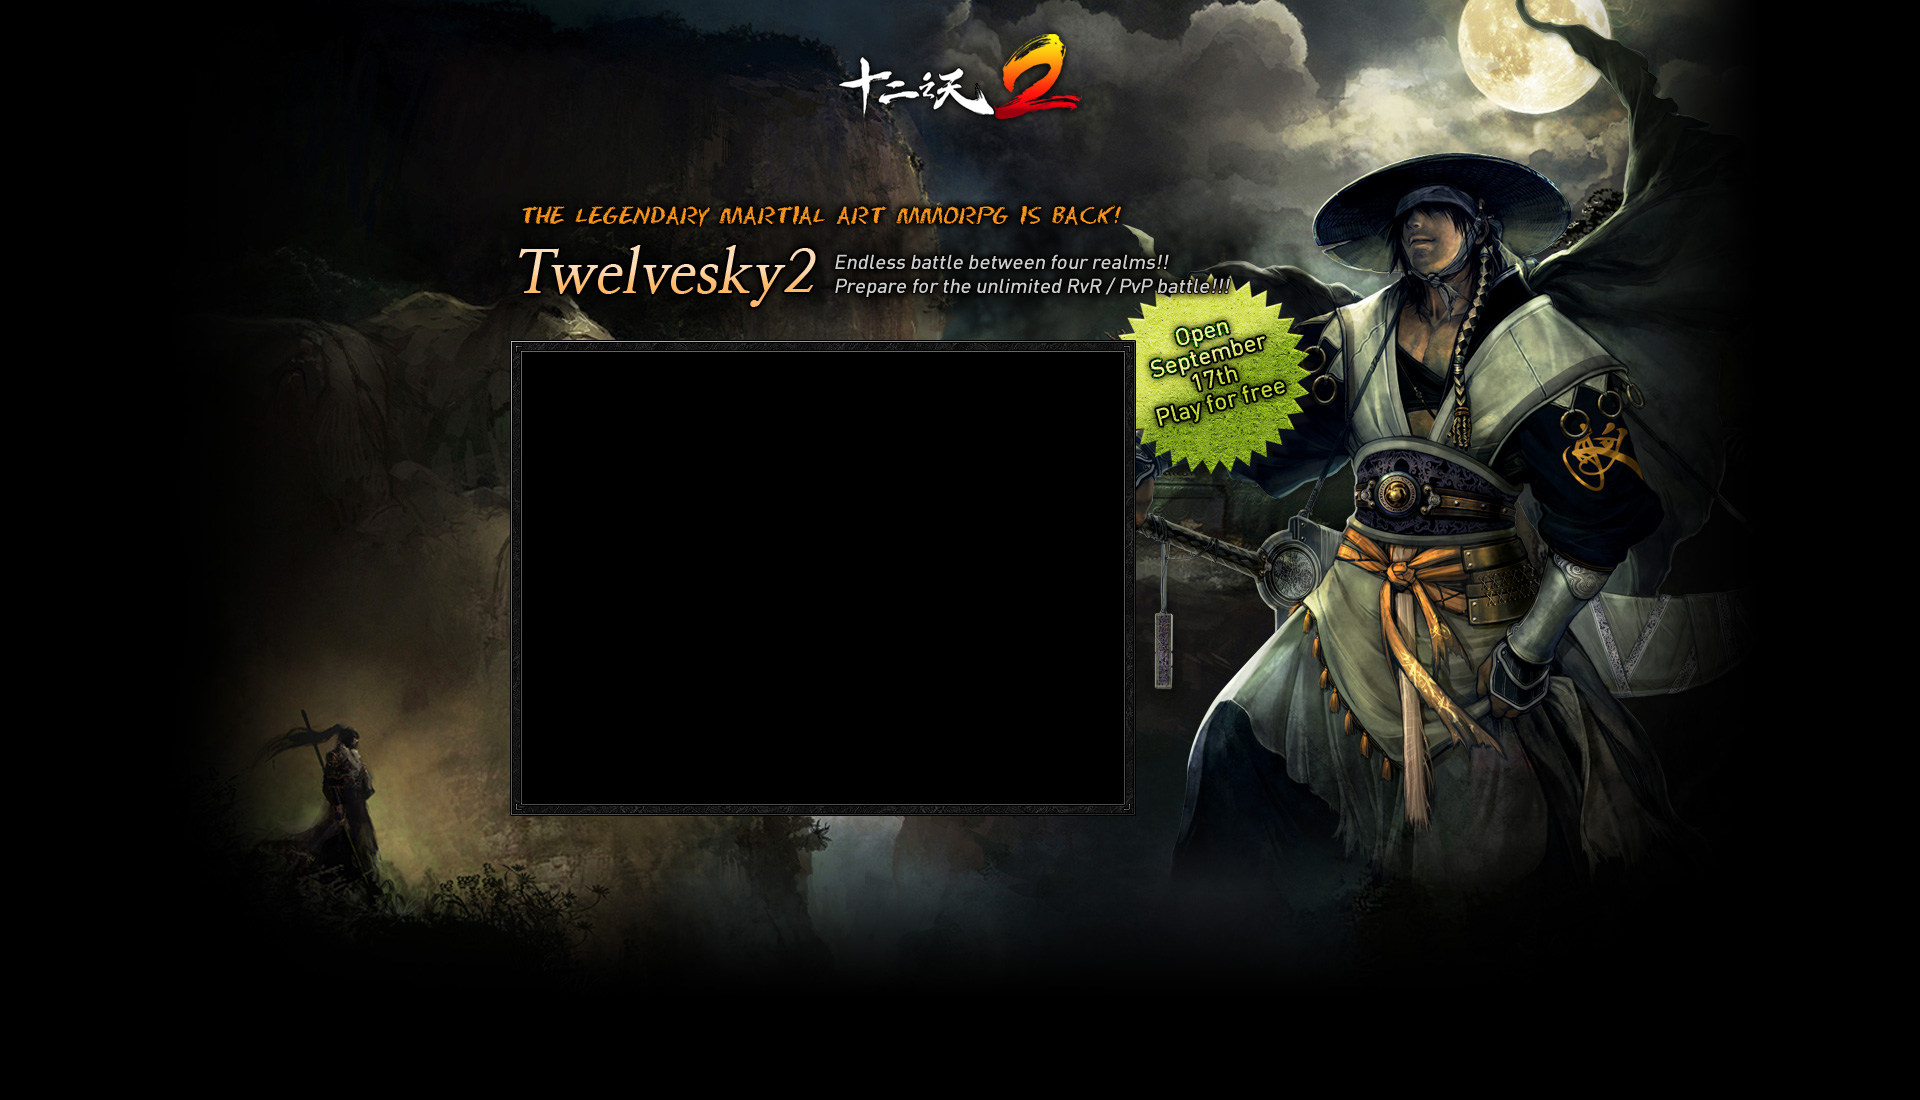 十二之天2
THE LEGENDARY MARTIAL ART MMORPG IS BACK!
Twelvesky2
Endless battle between four realms!!
Prepare for the unlimited RvR / PvP battle!!!
Open
September
17th
Play for free